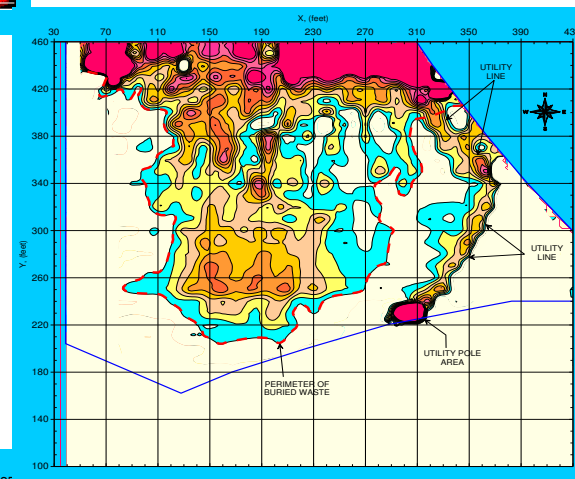 X, (feet)
30 70 110 150 190 230 270 310 350 390 43
460
420
380
340
300
260
220
180
140
100
Y, (feet)
UTILITY
LINE
N
W E
S
UTILITY
LINE
UTILITY POLE
AREA
PERIMETER OF
BURIED WASTE